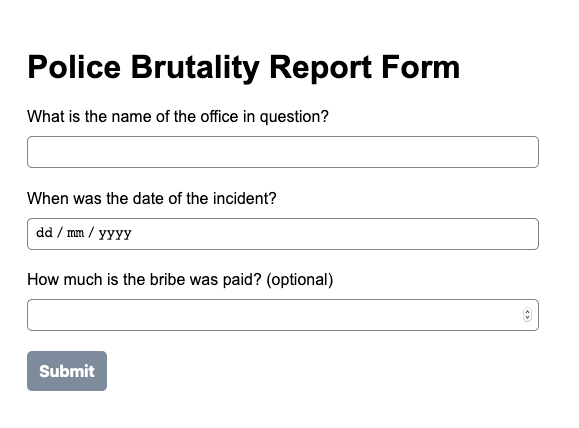 Police Brutality Report Form
What is the name of the office in question?
When was the date of the incident?
dd / mm / yyyy
How much is the bribe was paid? (optional)
Submit